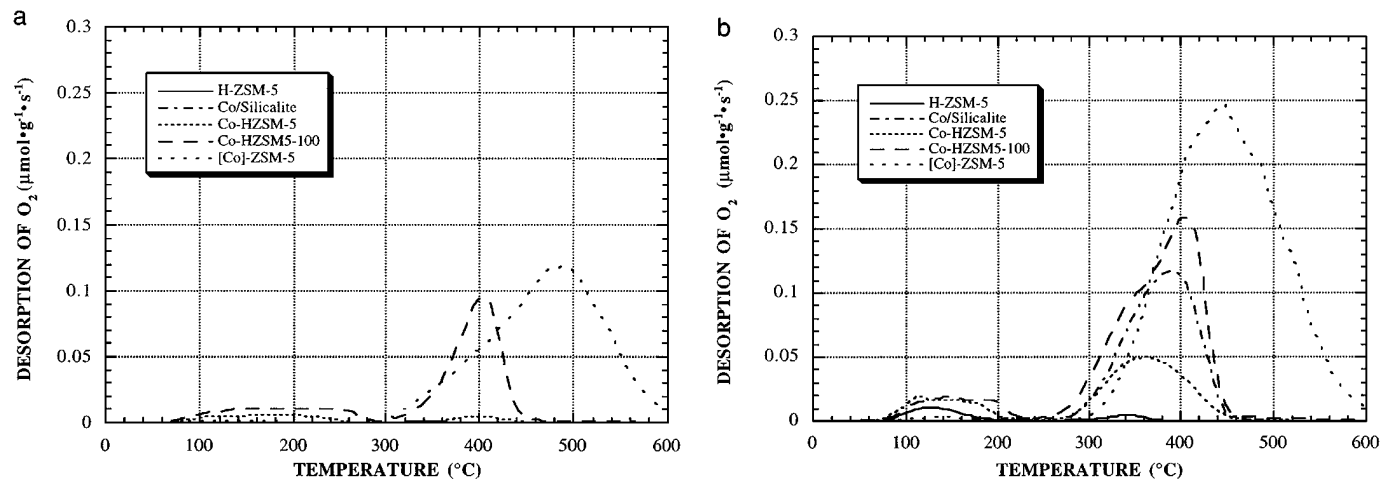 a
DESORPTION OF O2 (μmol•g-1•s-1)
0.3
0.25
0.2
0.15
0.1
0.05
0
H-ZSM-5
Co/Silicalite
Co-HZSM-5
Co-HZSM5-100
[Co]-ZSM-5
0 100 200 300 400 500 600
TEMPERATURE (°C)
b
DESORPTION OF O2 (μmol•g-1•s-1)
0.3
0.25
0.2
0.15
0.1
0.05
0
H-ZSM-5
Co/Silicalite
Co-HZSM-5
Co-HZSM5-100
[Co]-ZSM-5
0 100 200 300 400 500 600
TEMPERATURE (°C)